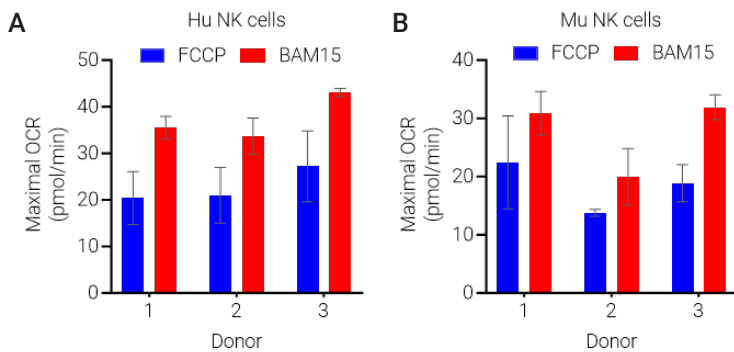 A
Hu NK cells
FCCP
BAM15
Maximal OCR
(pmol/min)
50
40
30
20
10
0
1
2
3
Donor
B
Mu NK cells
FCCP
BAM15
Maximal OCR
(pmol/min)
40
30
20
10
0
1
2
3
Donor